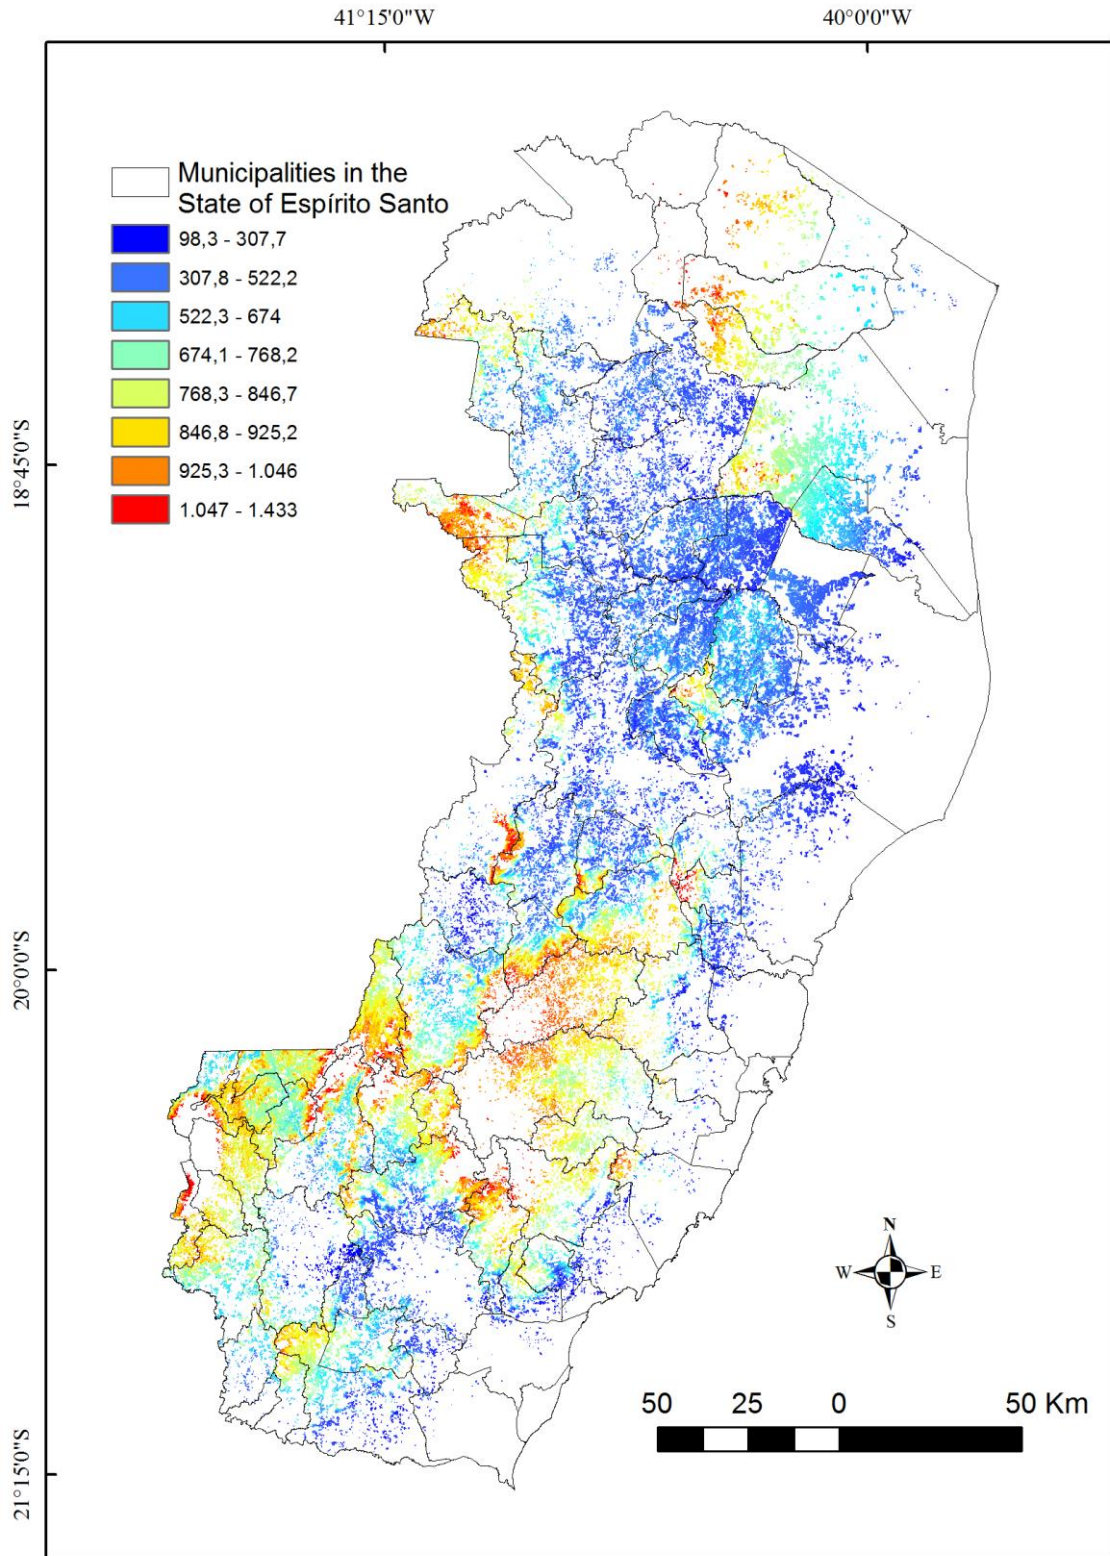 41°15'0"W
40°0'0"W
Municipalities in the
State of Espírito Santo
98,3 - 307,7
307,8 - 522,2
522,3 - 674
674,1 - 768,2
768,3 - 846,7
846,8 - 925,2
925,3 - 1.046
1.047 - 1.433
18°45'0"S
20°0'0"S
21°15'0"S
N
W E
S
50 25 0 50 Km